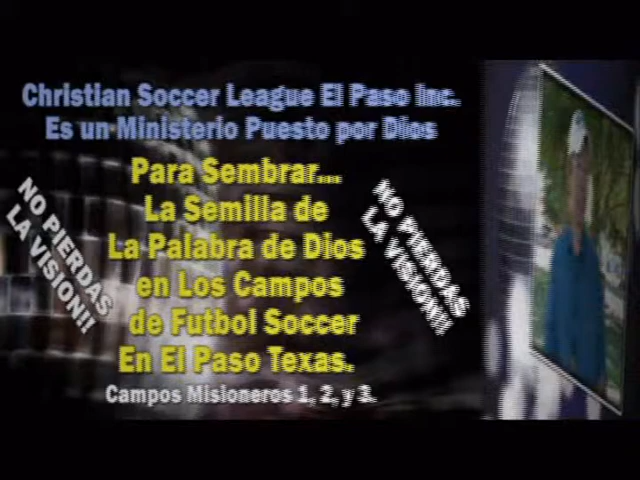 Christian Soccer League El Paso Inc.
Es un Ministerio Puesto por Dios
Para Sembrar...
La Semilla de
La Palabra de Dios
en Los Campos
de Futbol Soccer
En El Paso Texas.
Campos Misioneros 1, 2, y 3.
NO PIERDAS
LA VISION!!
NO PIERDAS
LA VISION!!